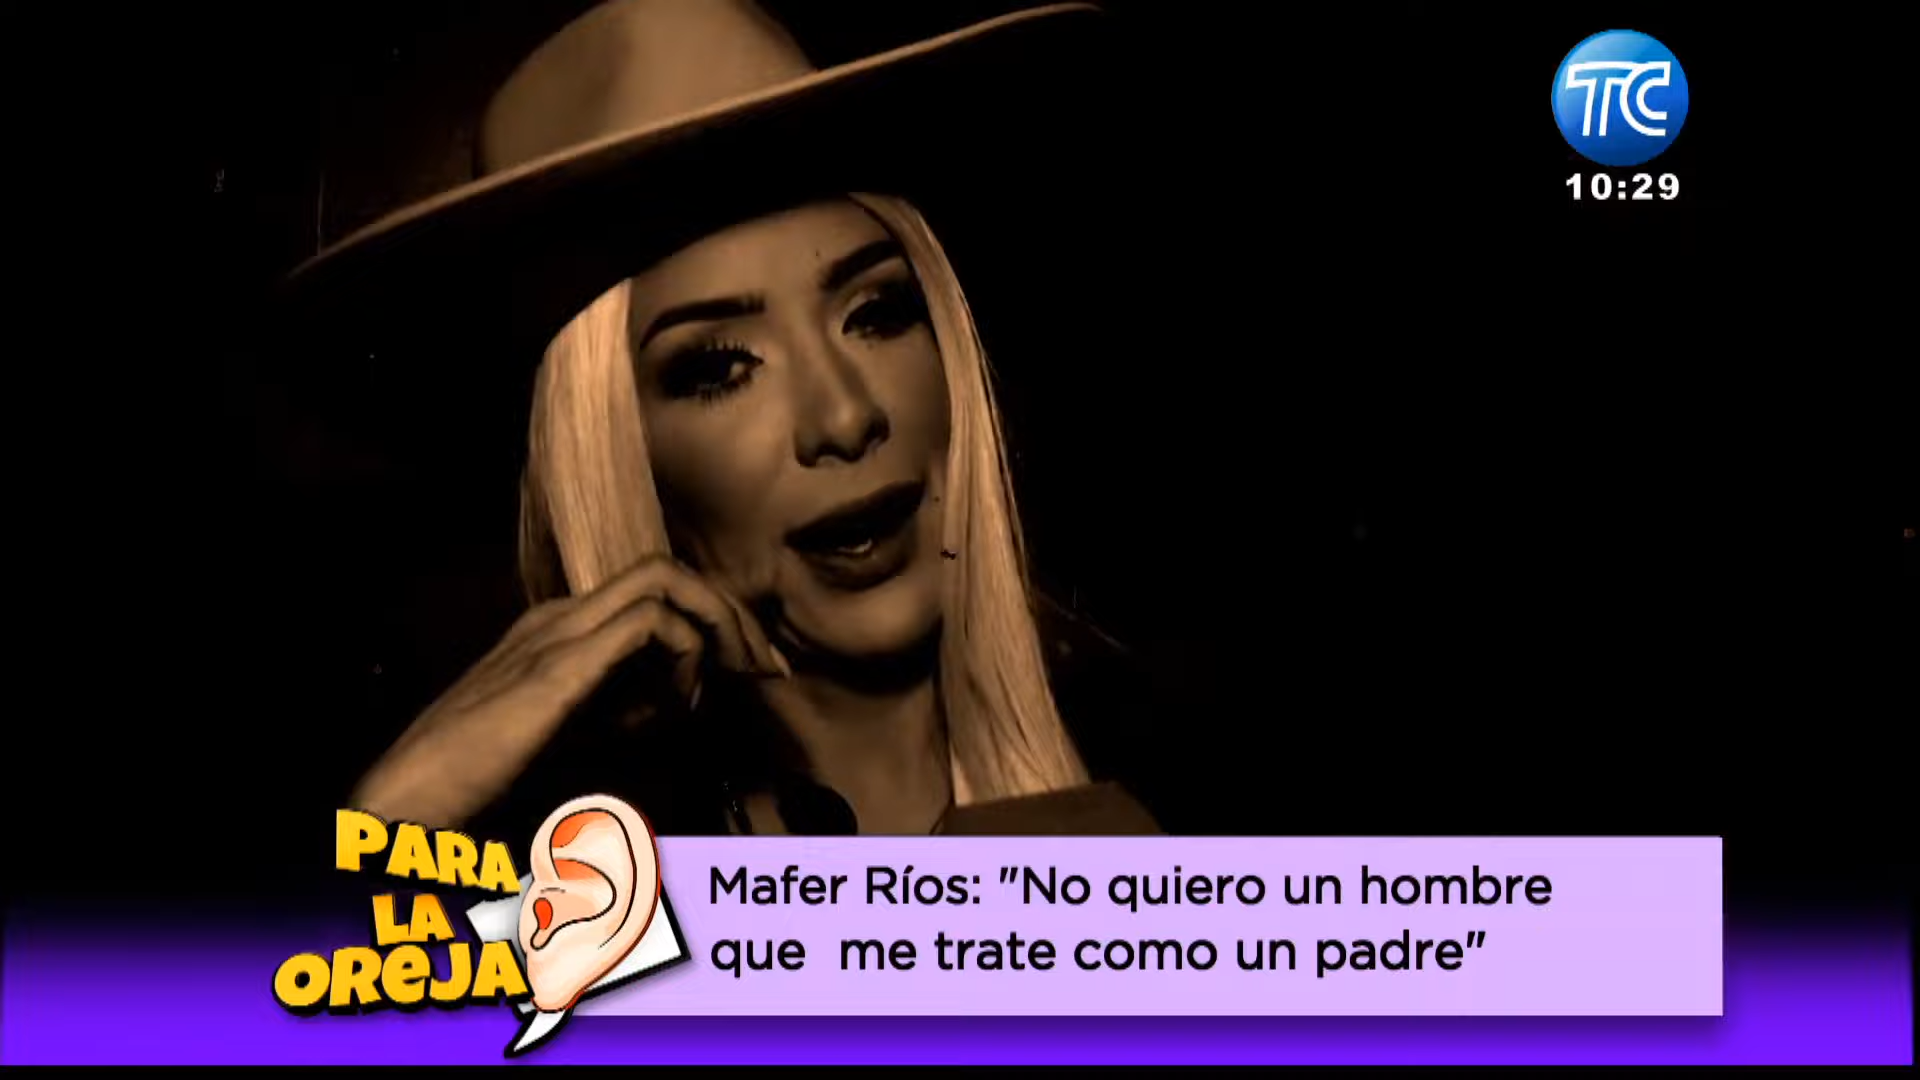 TC
10:29
PARA
LA
OReJA
Mafer Ríos: "No quiero un hombre
que me trate como un padre"